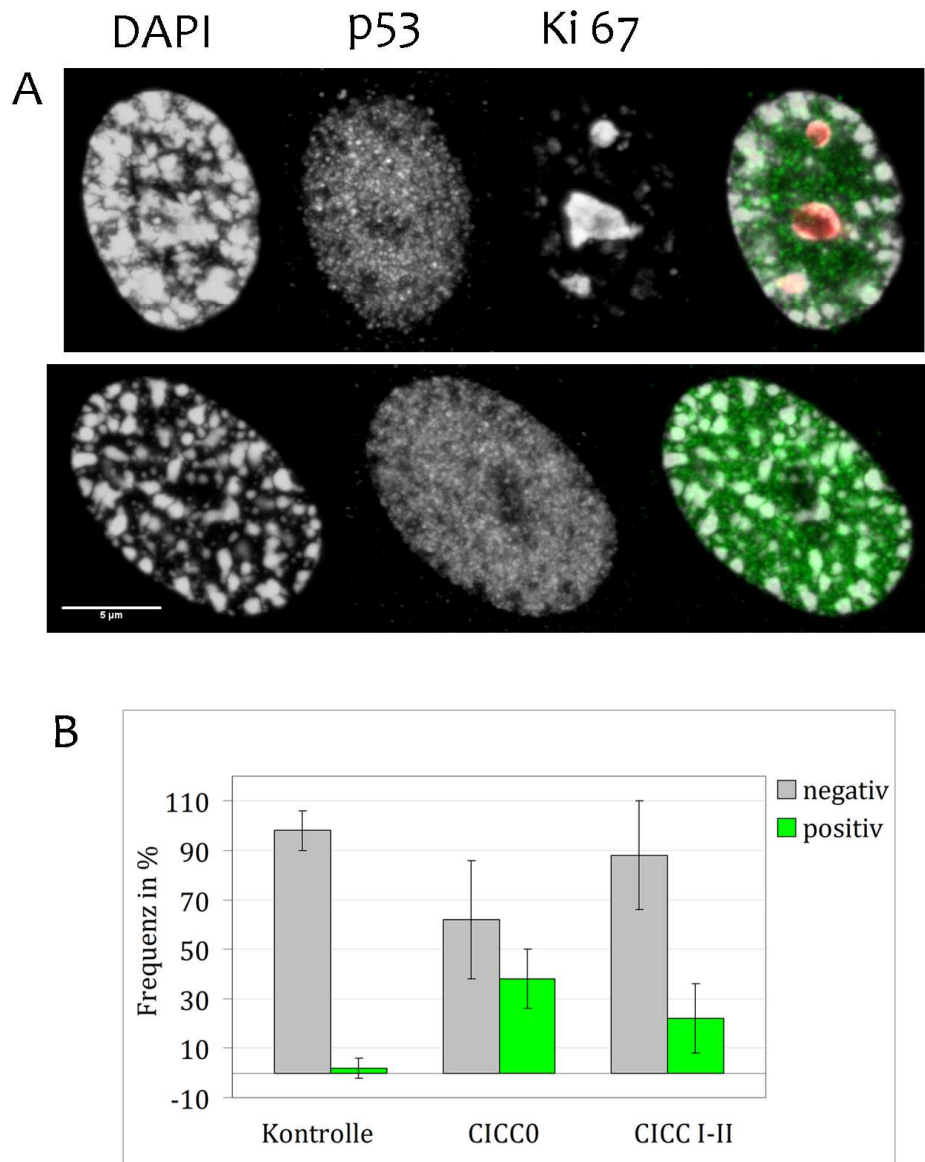 DAPI p53 Ki 67
A
5 µm
B
110
90
70
50
30
10
-10
Frequenz in %
negativ
positiv
Kontrolle CICC0 CICC I-II